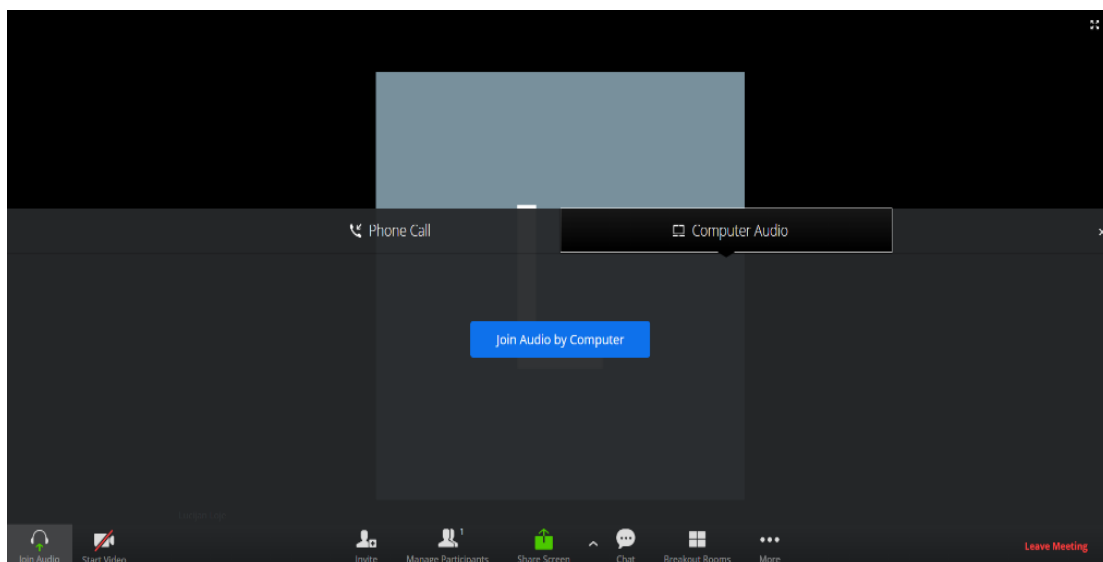 Phone Call
Computer Audio
Join Audio by Computer
1
Join Audio
Start Video
Invite
Manage Participants
Share Screen
Chat
Breakout Rooms
More
Leave Meeting